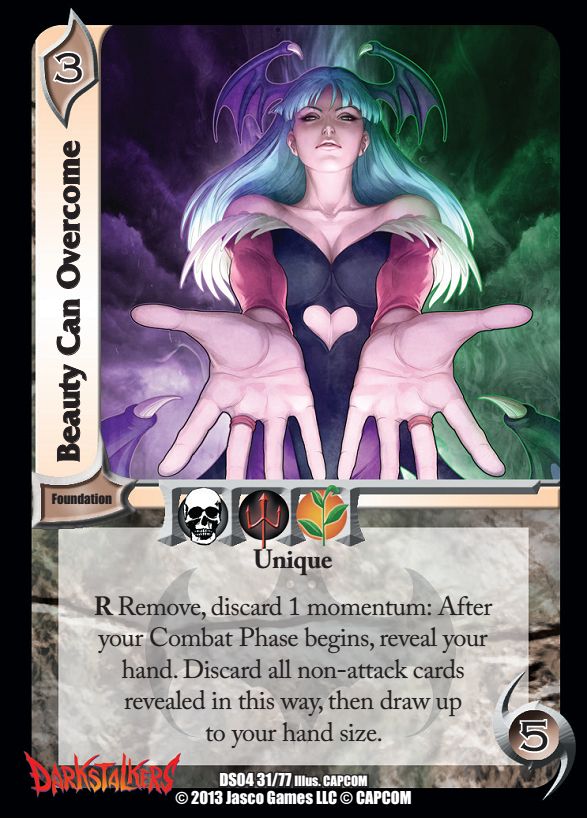 3
Beauty Can Overcome
Foundation
Unique
R Remove, discard 1 momentum: After
your Combat Phase begins, reveal your
hand. Discard all non-attack cards
revealed in this way, then draw up
to your hand size.
5
DARKSTALKERS
DS04 31/77 Illus. CAPCOM
© 2013 Jasco Games LLC © CAPCOM